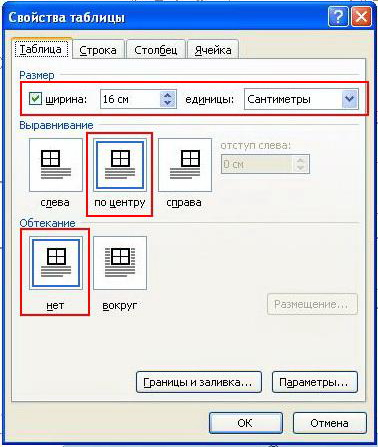 Свойства таблицы
Таблица Строка Столбец Ячейка
Размер
ширина: 16 см единицы: Сантиметры
Выравнивание
отступ слева:
0 см
слева по центру справа
Обтекание
нет вокруг
Размещение...
Границы и заливка... Параметры...
ОК Отмена